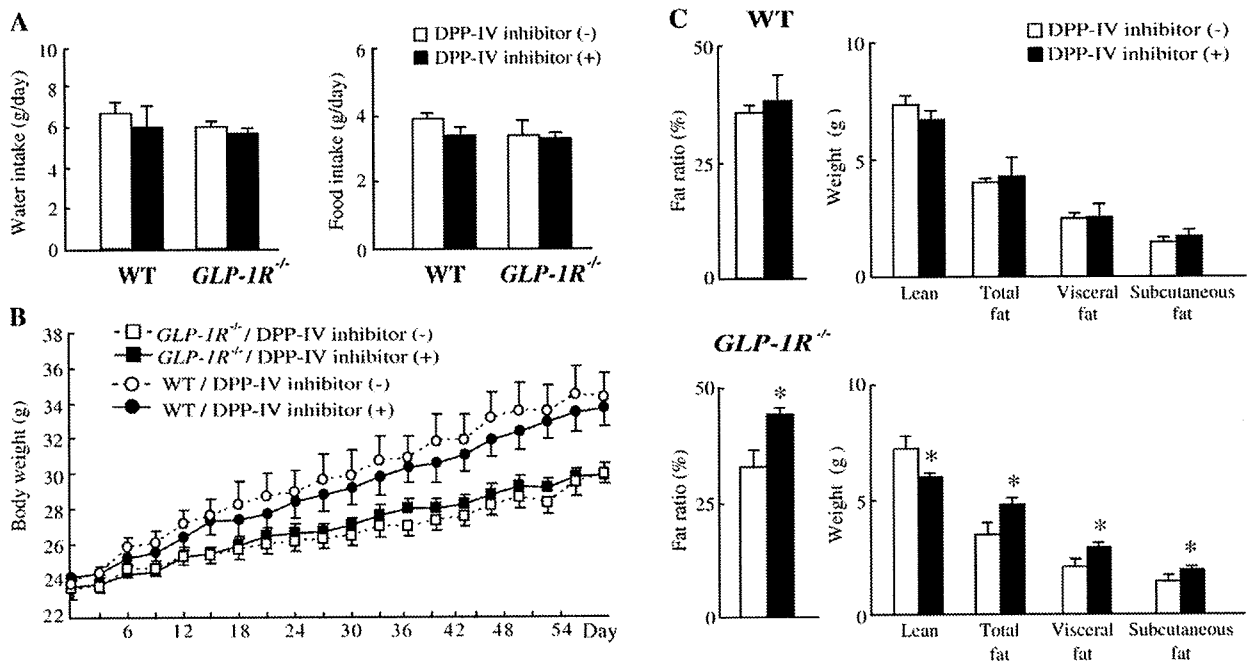 A
DPP-IV inhibitor (-)
DPP-IV inhibitor (+)
Water intake (g/day)
10
8
6
4
2
0
WT
GLP-1R-/-
Food intake (g/day)
6
4
2
0
WT
GLP-1R-/-
B
GLP-1R-/- / DPP-IV inhibitor (-)
GLP-1R-/- / DPP-IV inhibitor (+)
WT / DPP-IV inhibitor (-)
WT / DPP-IV inhibitor (+)
Body weight (g)
38
36
34
32
30
28
26
24
22
6 12 18 24 30 36 42 48 54 Day
C
WT
DPP-IV inhibitor (-)
DPP-IV inhibitor (+)
Fat ratio (%)
50
25
0
Weight (g)
10
5
0
Lean
Total
fat
Visceral
fat
Subcutaneous
fat
GLP-1R-/-
Fat ratio (%)
50
25
0
*
Weight (g)
10
5
0
*
*
*
*
Lean
Total
fat
Visceral
fat
Subcutaneous
fat